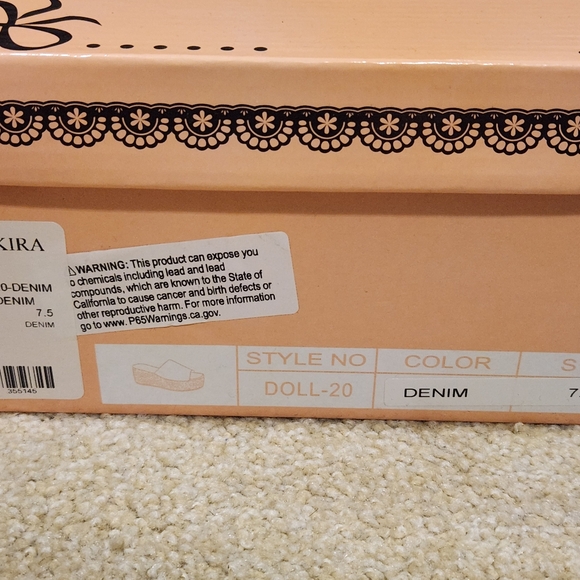 KIRA
20-DENIM
DENIM
7.5
DENIM
355145
WARNING: This product can expose you
to chemicals including lead and lead
compounds, which are known to the State of
California to cause cancer and birth defects or
other reproductive harm. For more information
go to www.P65Warnings.ca.gov.
STYLE NO COLOR S
DOLL-20 DENIM 7